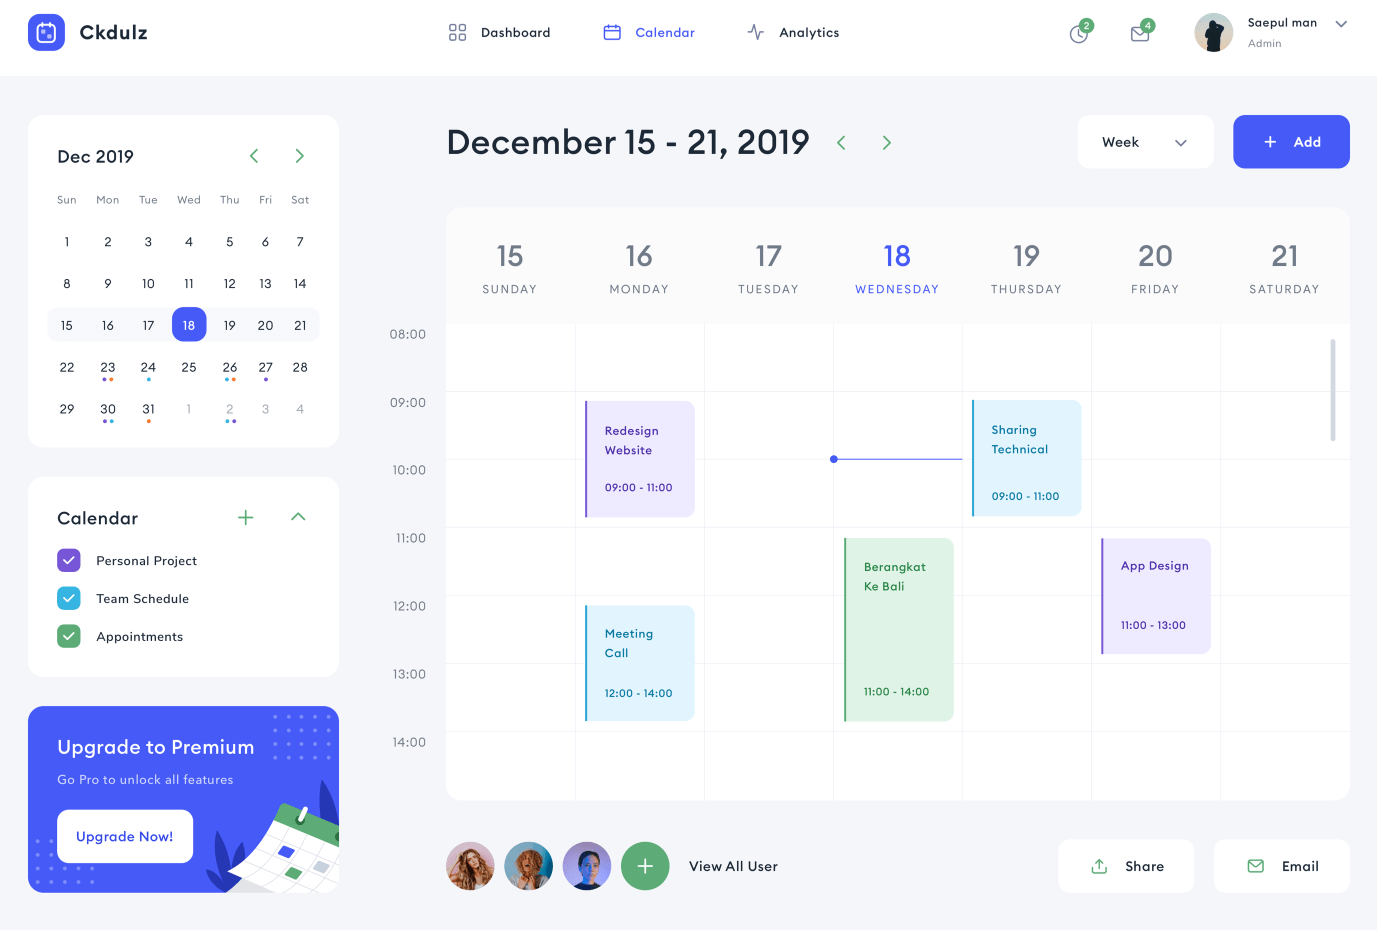 Ckdulz
Dashboard
Calendar
Analytics
2
4
Saepul man
Admin
Dec 2019
Sun Mon Tue Wed Thu Fri Sat
1 2 3 4 5 6 7
8 9 10 11 12 13 14
15 16 17 18 19 20 21
22 23 24 25 26 27 28
29 30 31 1 2 3 4
Calendar
Personal Project
Team Schedule
Appointments
Upgrade to Premium
Go Pro to unlock all features
Upgrade Now!
December 15 - 21, 2019
Week
Add
15 16 17 18 19 20 21
SUNDAY MONDAY TUESDAY WEDNESDAY THURSDAY FRIDAY SATURDAY
08:00
09:00
10:00
11:00
12:00
13:00
14:00
Redesign
Website
09:00 - 11:00
Meeting
Call
12:00 - 14:00
Berangkat
Ke Bali
11:00 - 14:00
Sharing
Technical
09:00 - 11:00
App Design
11:00 - 13:00
View All User
Share
Email